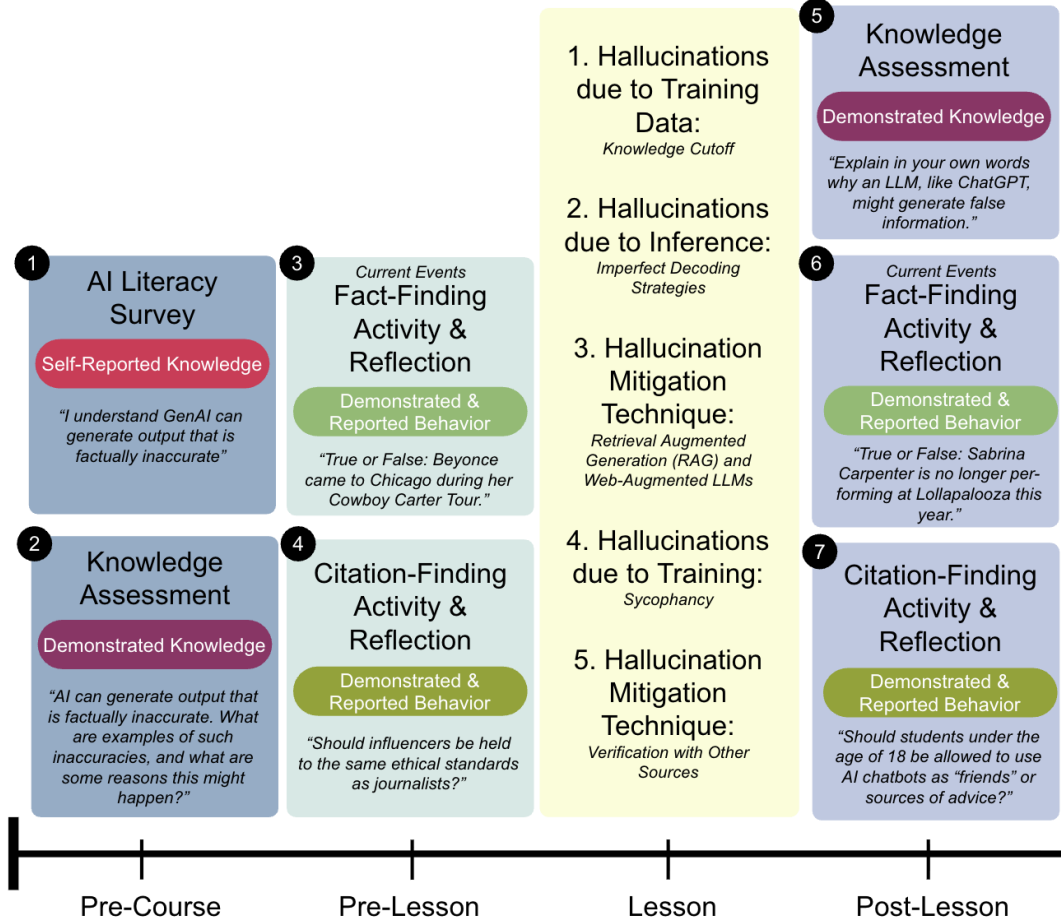 1
AI Literacy
Survey
Self-Reported Knowledge
“I understand GenAI can
generate output that is
factually inaccurate”
2
Knowledge
Assessment
Demonstrated Knowledge
“AI can generate output that
is factually inaccurate. What
are examples of such
inaccuracies, and what are
some reasons this might
happen?”
3
Current Events
Fact-Finding
Activity &
Reflection
Demonstrated &
Reported Behavior
“True or False: Beyonce
came to Chicago during her
Cowboy Carter Tour.”
4
Citation-Finding
Activity &
Reflection
Demonstrated &
Reported Behavior
“Should influencers be held
to the same ethical standards
as journalists?”
1. Hallucinations
due to Training
Data:
Knowledge Cutoff
2. Hallucinations
due to Inference:
Imperfect Decoding
Strategies
3. Hallucination
Mitigation
Technique:
Retrieval Augmented
Generation (RAG) and
Web-Augmented LLMs
4. Hallucinations
due to Training:
Sycophancy
5. Hallucination
Mitigation
Technique:
Verification with Other
Sources
5
Knowledge
Assessment
Demonstrated Knowledge
“Explain in your own words
why an LLM, like ChatGPT,
might generate false
information.”
6
Current Events
Fact-Finding
Activity &
Reflection
Demonstrated &
Reported Behavior
“True or False: Sabrina
Carpenter is no longer per-
forming at Lollapalooza this
year.”
7
Citation-Finding
Activity &
Reflection
Demonstrated &
Reported Behavior
“Should students under the
age of 18 be allowed to use
AI chatbots as “friends” or
sources of advice?”
Pre-Course
Pre-Lesson
Lesson
Post-Lesson